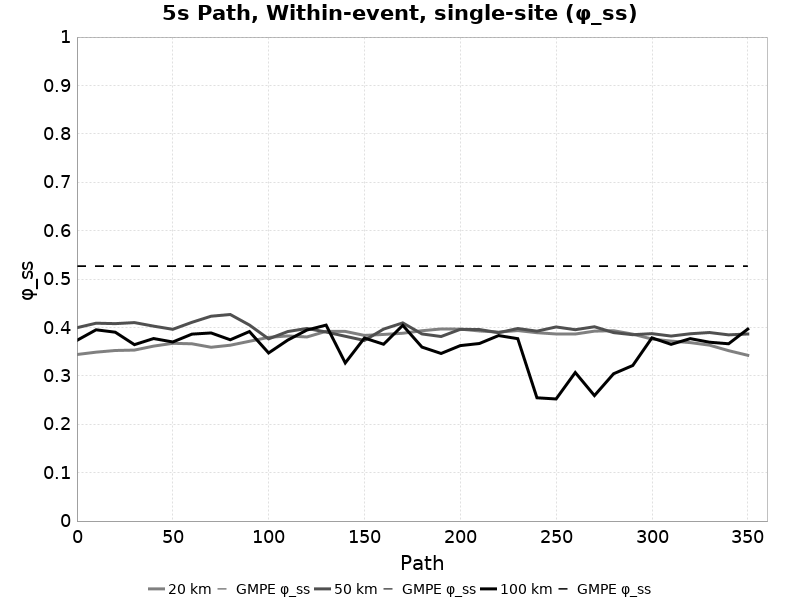 5s Path, Within-event, single-site (φ_ss)
1
0.9
0.8
0.7
0.6
0.5
0.4
0.3
0.2
0.1
0
φ_ss
0 50 100 150 200 250 300 350
Path
20 km GMPE φ_ss 50 km GMPE φ_ss 100 km GMPE φ_ss